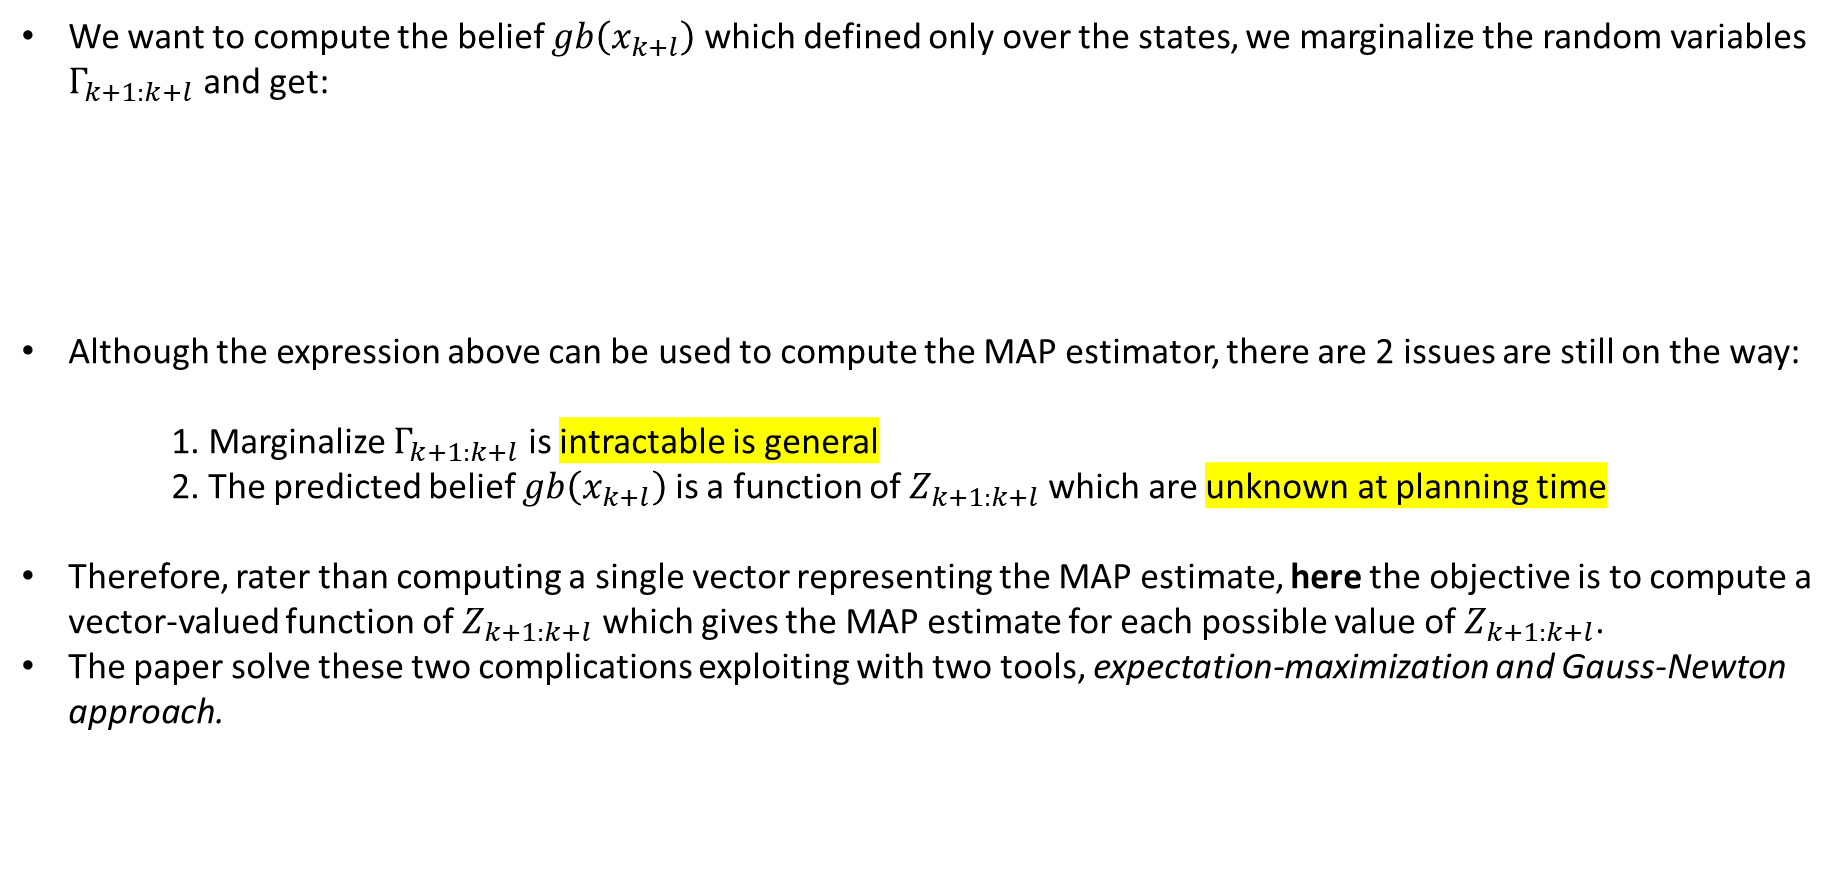 • We want to compute the belief gb(x_{k+l}) which defined only over the states, we marginalize the random variables
Γ_{k+1:k+l} and get:
• Although the expression above can be used to compute the MAP estimator, there are 2 issues are still on the way:
1. Marginalize Γ_{k+1:k+l} is intractable is general
2. The predicted belief gb(x_{k+l}) is a function of Z_{k+1:k+l} which are unknown at planning time
• Therefore, rater than computing a single vector representing the MAP estimate, here the objective is to compute a
vector-valued function of Z_{k+1:k+l} which gives the MAP estimate for each possible value of Z_{k+1:k+l}.
• The paper solve these two complications exploiting with two tools, expectation-maximization and Gauss-Newton
approach.